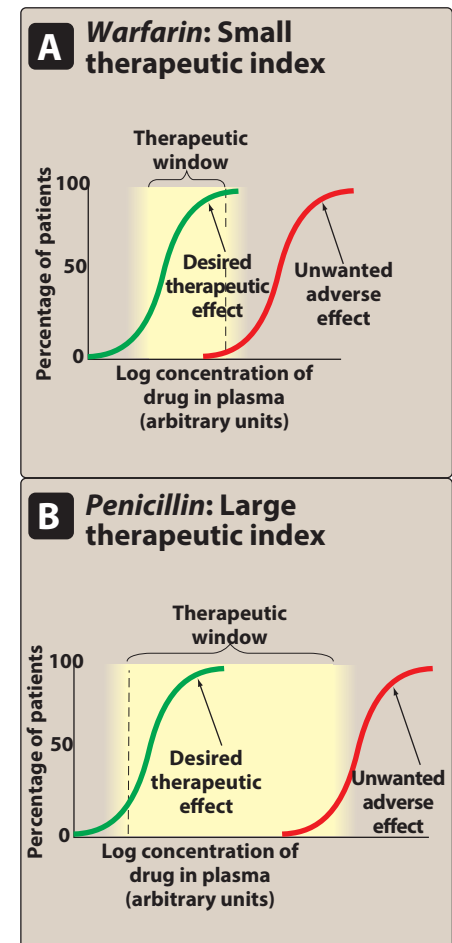 A
Warfarin: Small
therapeutic index
Therapeutic
window
Percentage of patients
100
50
0
Desired
therapeutic
effect
Unwanted
adverse
effect
Log concentration of
drug in plasma
(arbitrary units)
B
Penicillin: Large
therapeutic index
Therapeutic
window
Percentage of patients
100
50
0
Desired
therapeutic
effect
Unwanted
adverse
effect
Log concentration of
drug in plasma
(arbitrary units)